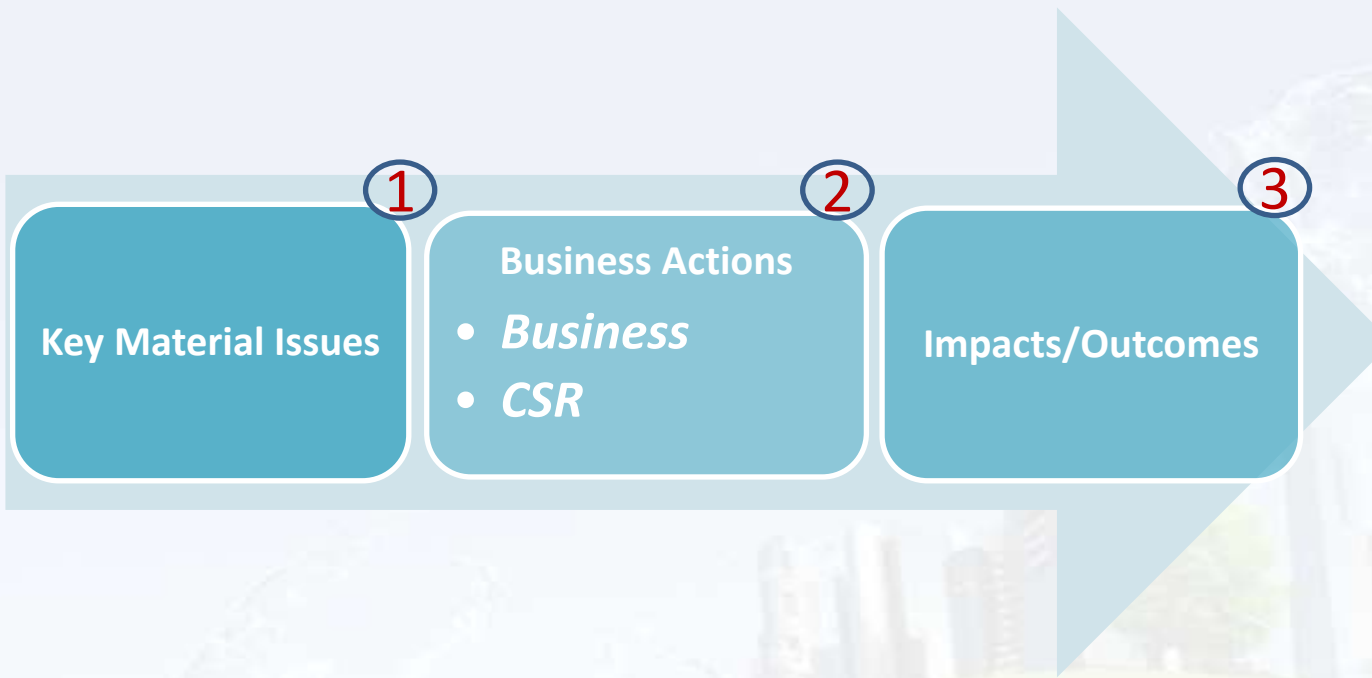 1
Key Material Issues
2
Business Actions
• Business
• CSR
3
Impacts/Outcomes